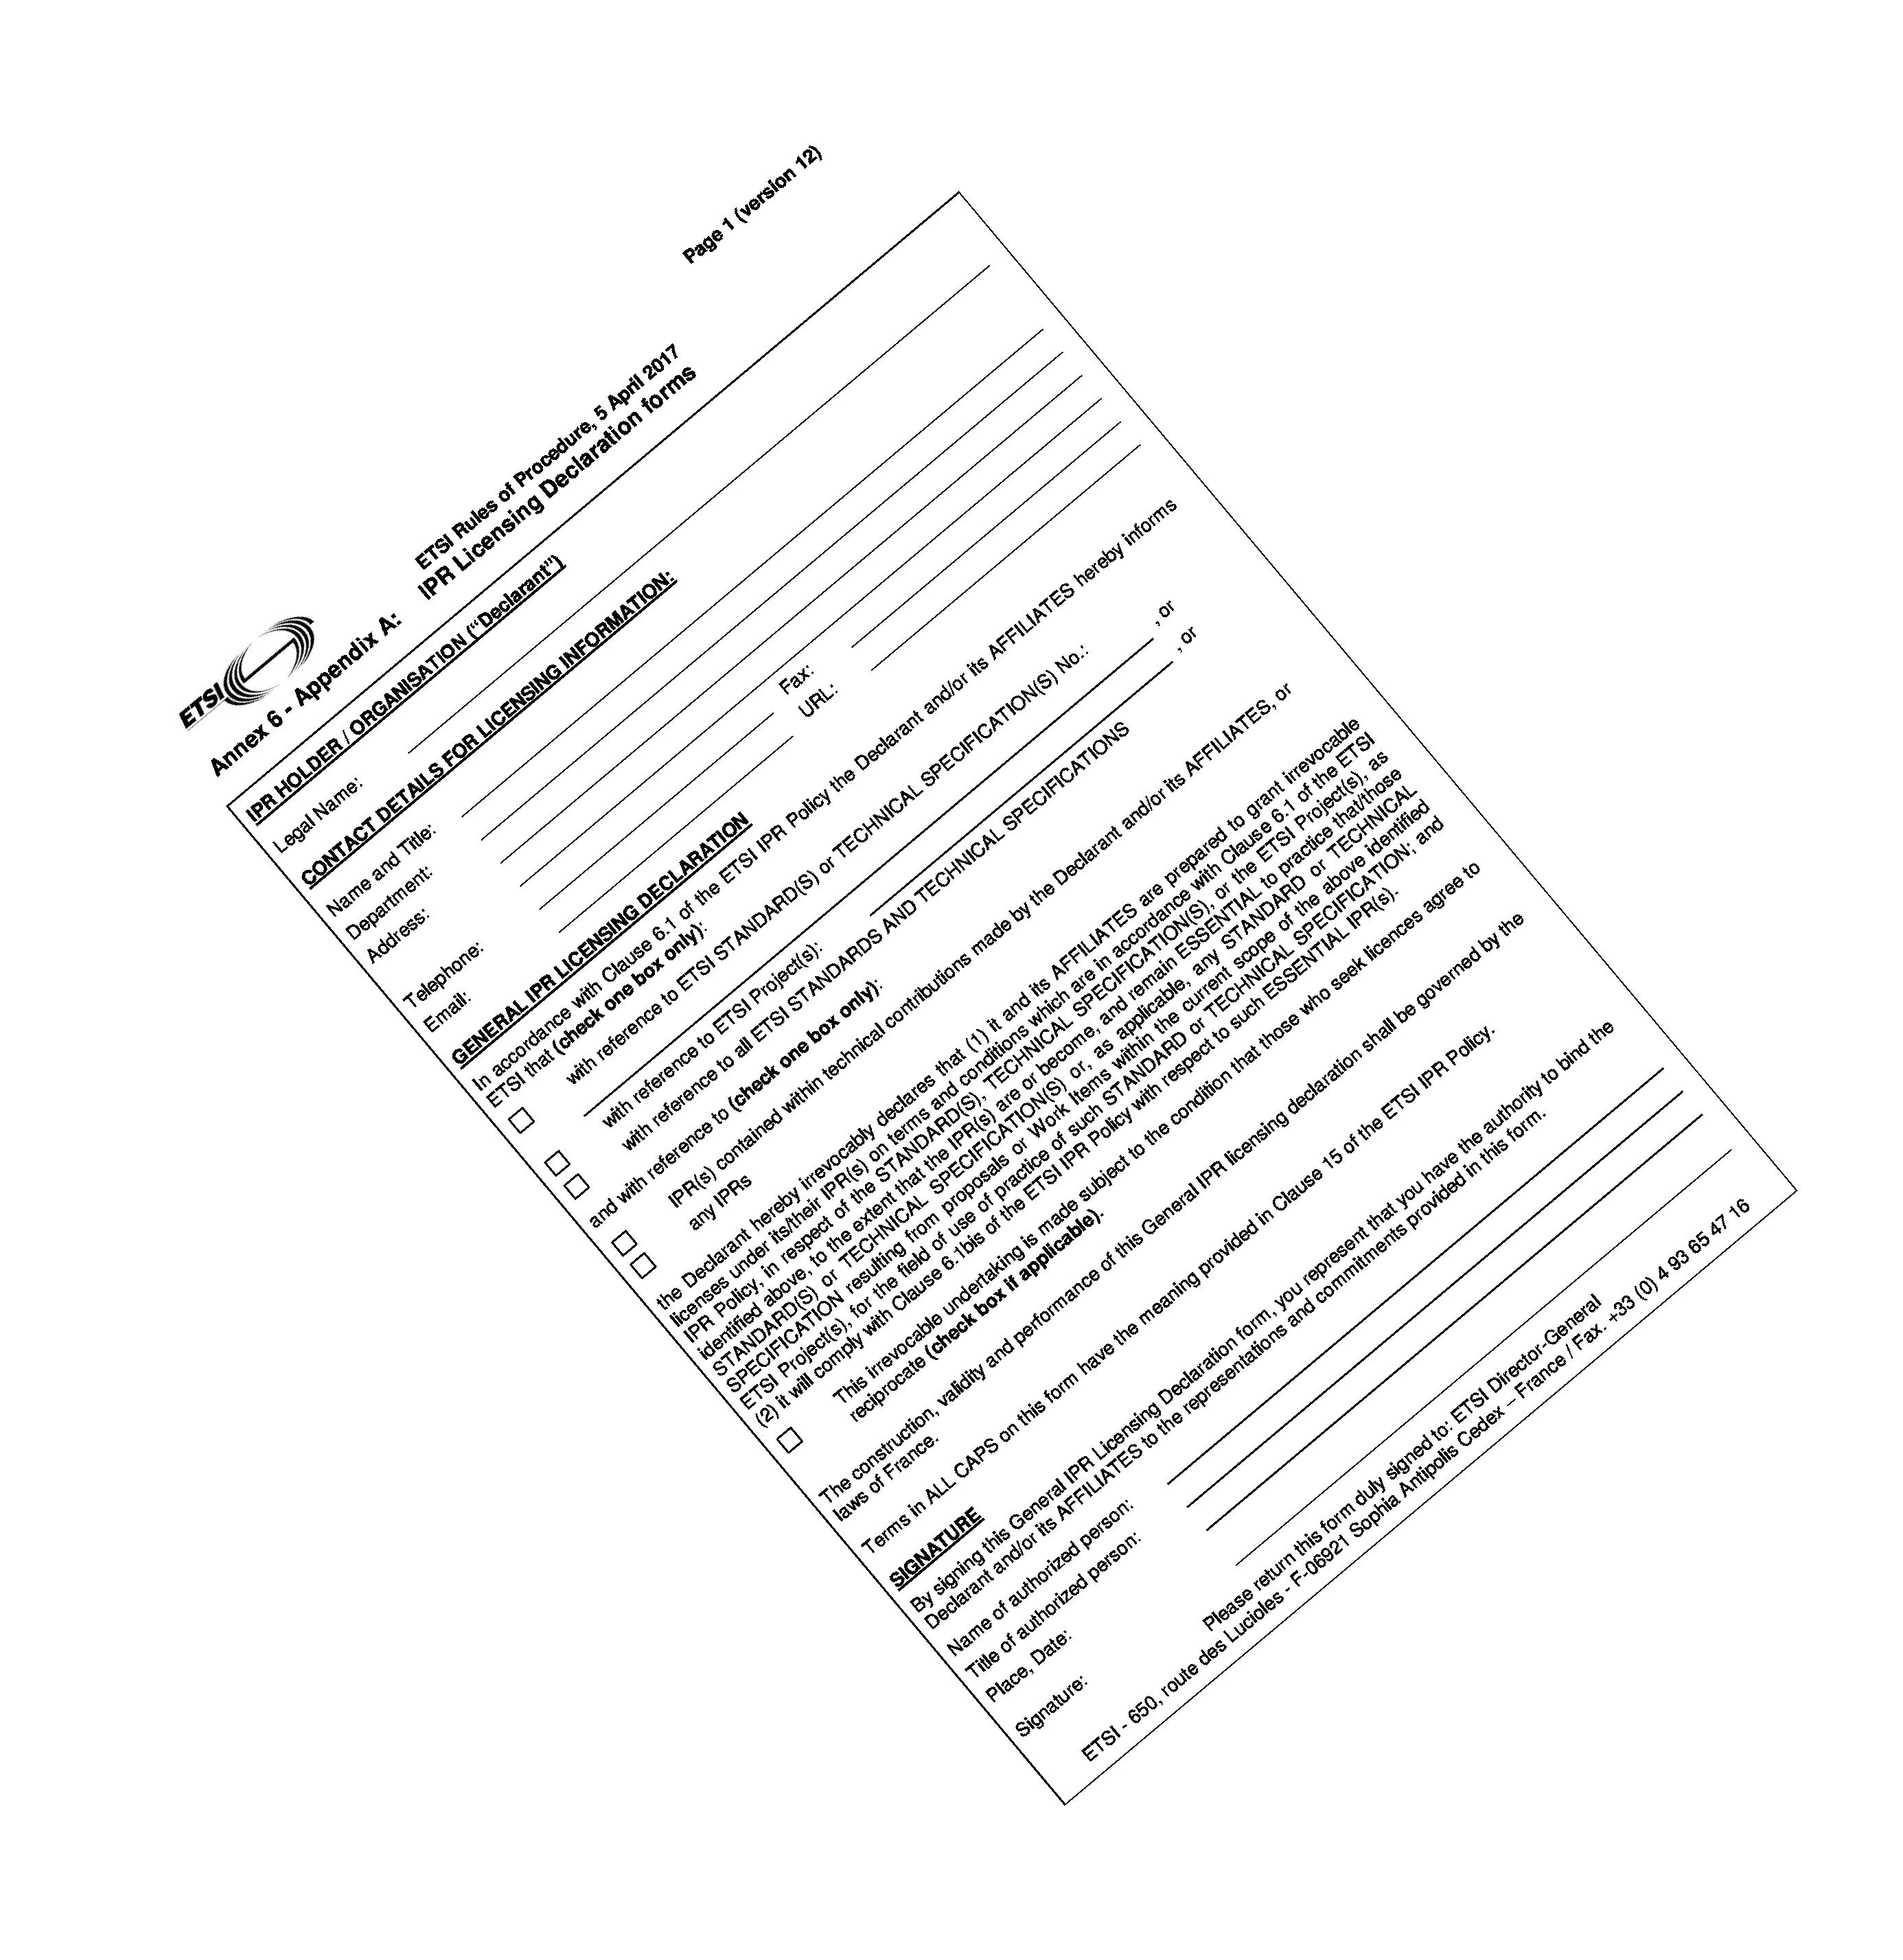 ETSI
ETSI Rules of Procedure, 5 April 2017
Page 1 (version 12)
Annex 6 - Appendix A: IPR Licensing Declaration forms
IPR HOLDER / ORGANISATION (“Declarant”)
Legal Name:
CONTACT DETAILS FOR LICENSING INFORMATION:
Name and Title:
Department:
Address:
Telephone: Fax:
Email: URL:
GENERAL IPR LICENSING DECLARATION
In accordance with Clause 6.1 of the ETSI IPR Policy the Declarant and/or its AFFILIATES hereby informs
ETSI that (check one box only):
with reference to ETSI STANDARD(S) or TECHNICAL SPECIFICATION(S) No.:
, or
with reference to ETSI Project(s): , or
with reference to all ETSI STANDARDS AND TECHNICAL SPECIFICATIONS
and with reference to (check one box only):
IPR(s) contained within technical contributions made by the Declarant and/or its AFFILIATES, or
any IPRs
the Declarant hereby irrevocably declares that (1) it and its AFFILIATES are prepared to grant irrevocable
licenses under its/their IPR(s) on terms and conditions which are in accordance with Clause 6.1 of the ETSI
IPR Policy, in respect of the STANDARD(S), TECHNICAL SPECIFICATION(S), or the ETSI Project(s), as
identified above, to the extent that the IPR(s) are or become, and remain ESSENTIAL to practice that/those
STANDARD(S) or TECHNICAL SPECIFICATION(S) or, as applicable, any STANDARD or TECHNICAL
SPECIFICATION resulting from proposals or Work Items within the current scope of the above identified
ETSI Project(s), for the field of use of practice of such STANDARD or TECHNICAL SPECIFICATION; and
(2) it will comply with Clause 6.1bis of the ETSI IPR Policy with respect to such ESSENTIAL IPR(s).
This irrevocable undertaking is made subject to the condition that those who seek licences agree to
reciprocate (check box if applicable).
The construction, validity and performance of this General IPR licensing declaration shall be governed by the
laws of France.
Terms in ALL CAPS on this form have the meaning provided in Clause 15 of the ETSI IPR Policy.
SIGNATURE
By signing this General IPR Licensing Declaration form, you represent that you have the authority to bind the
Declarant and/or its AFFILIATES to the representations and commitments provided in this form.
Name of authorized person:
Title of authorized person:
Place, Date:
Signature:
Please return this form duly signed to: ETSI Director-General
ETSI - 650, route des Lucioles - F-06921 Sophia Antipolis Cedex – France / Fax. +33 (0) 4 93 65 47 16